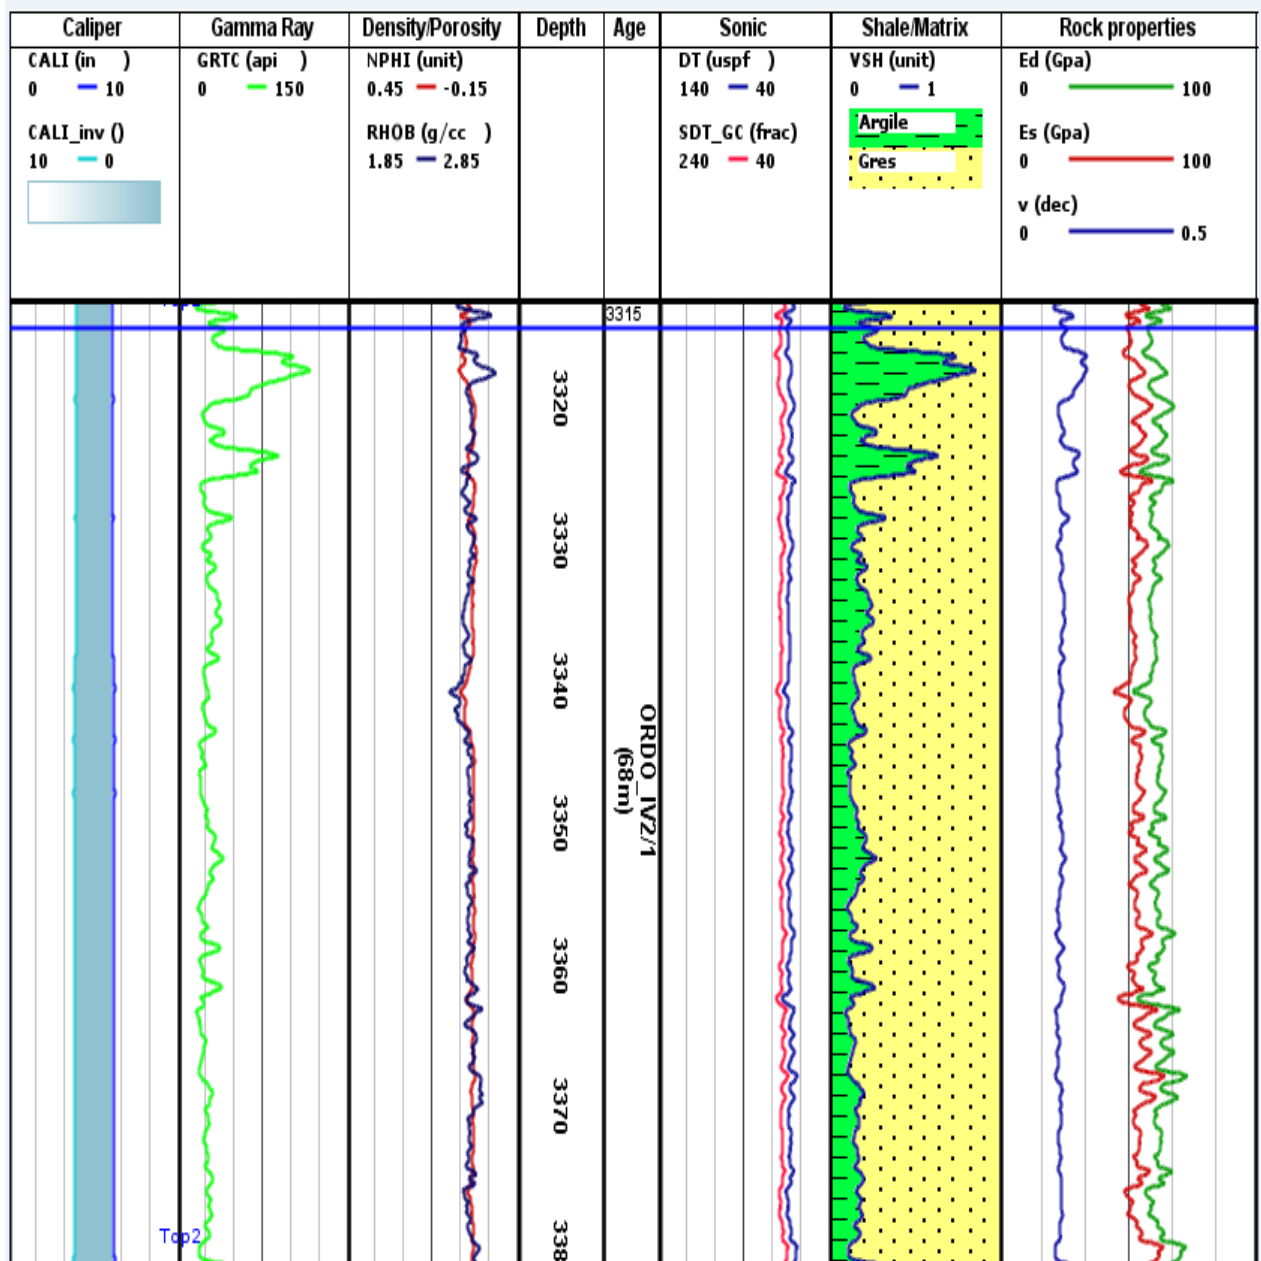 Caliper
Gamma Ray
Density/Porosity
Depth
Age
Sonic
Shale/Matrix
Rock properties
CALI (in )
0 10
CALI_inv ()
10 0
GRTC (api )
0 150
NPHI (unit)
0.45 -0.15
RHOB (g/cc )
1.85 2.85
DT (uspf )
140 40
SDT_GC (frac)
240 40
VSH (unit)
0 1
Argile
Gres
Ed (Gpa)
0 100
Es (Gpa)
0 100
v (dec)
0 0.5
3315
3320
3330
3340
3350
3360
3370
338
ORDO_IV2/1
(68m)
Top2